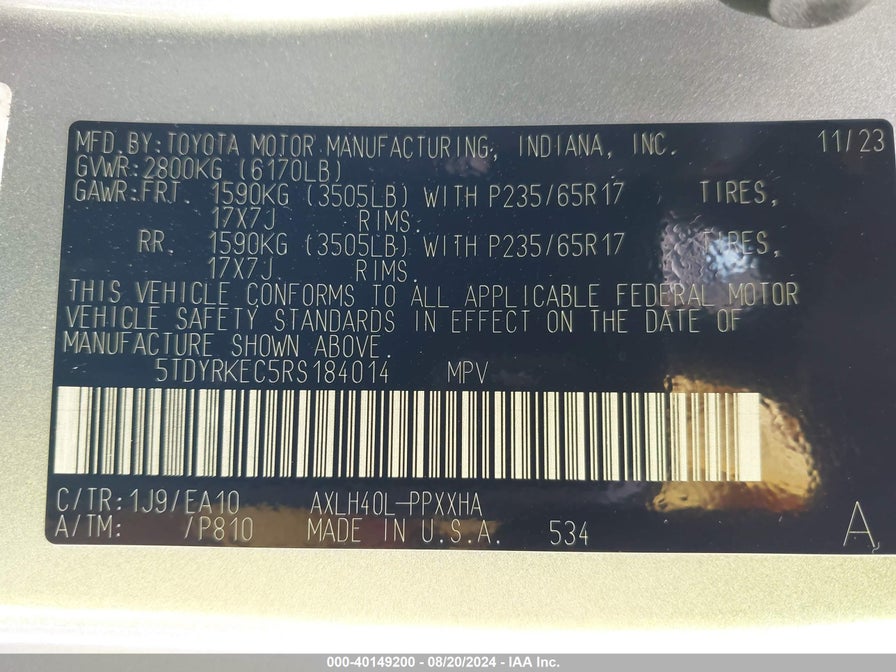 MFD.BY:TOYOTA MOTOR MANUFACTURING, INDIANA, INC. 11/23
GVWR:2800KG (6170LB)
GAWR:FRT. 1590KG (3505LB) WITH P235/65R17 TIRES,
17X7J RIMS.
RR. 1590KG (3505LB) WITH P235/65R17 TIRES,
17X7J RIMS.
THIS VEHICLE CONFORMS TO ALL APPLICABLE FEDERAL MOTOR
VEHICLE SAFETY STANDARDS IN EFFECT ON THE DATE OF
MANUFACTURE SHOWN ABOVE.
5TDYRKEC5RS184014 MPV
C/TR:1J9/EA10 AXLH40L-PPXXHA
A/TM: /P810 MADE IN U.S.A. 534 A
000-40149200 - 08/20/2024 - IAA Inc.